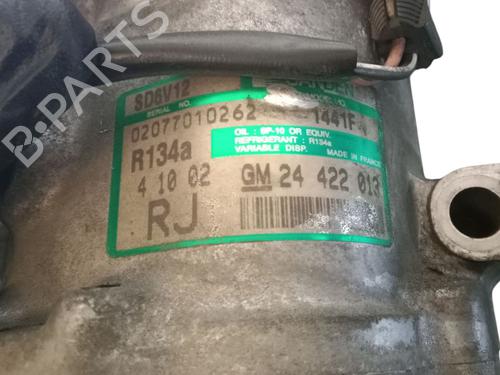 B-PARTS
SD6V12
SERIAL NO.
02077010262
1441F
R134a
OIL : SP-10 OR EQUIV.
REFRIGERANT : R134a
VARIABLE DISP. MADE IN FRANCE
4 10 02
GM 24 422 013
RJ